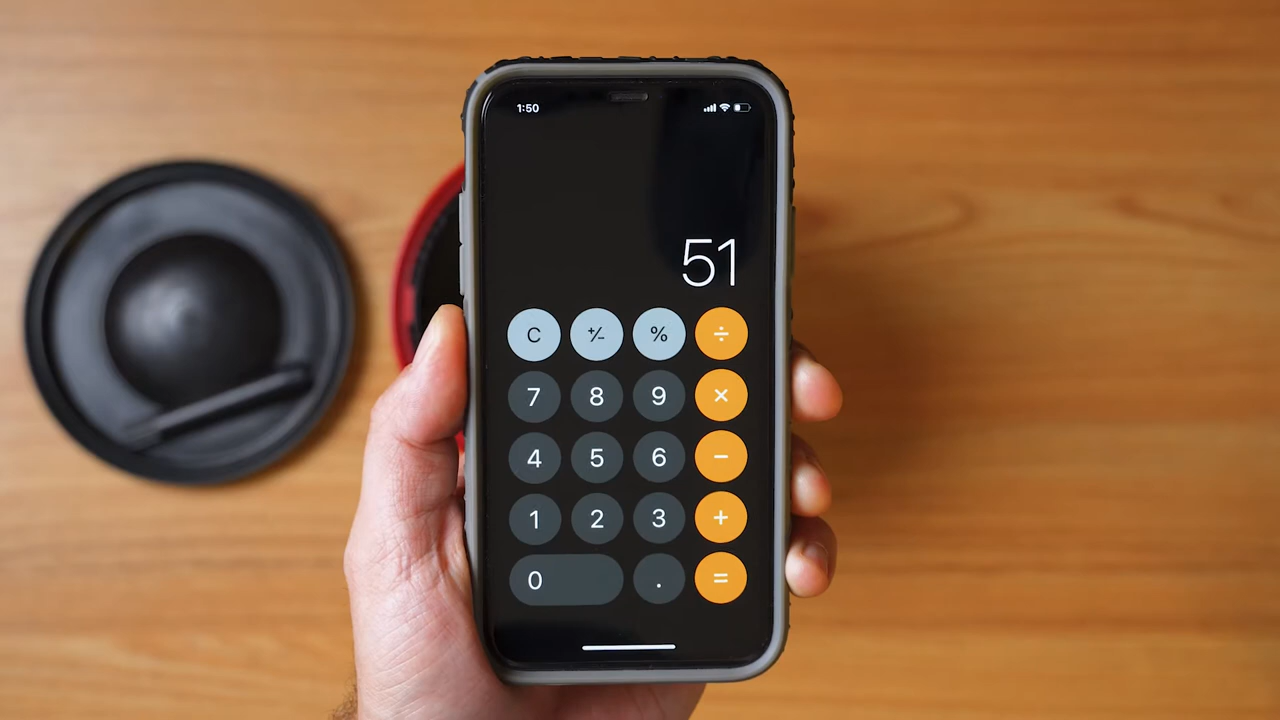 1:50
51
C +/- % ÷
7 8 9 ×
4 5 6 −
1 2 3 +
0 . =